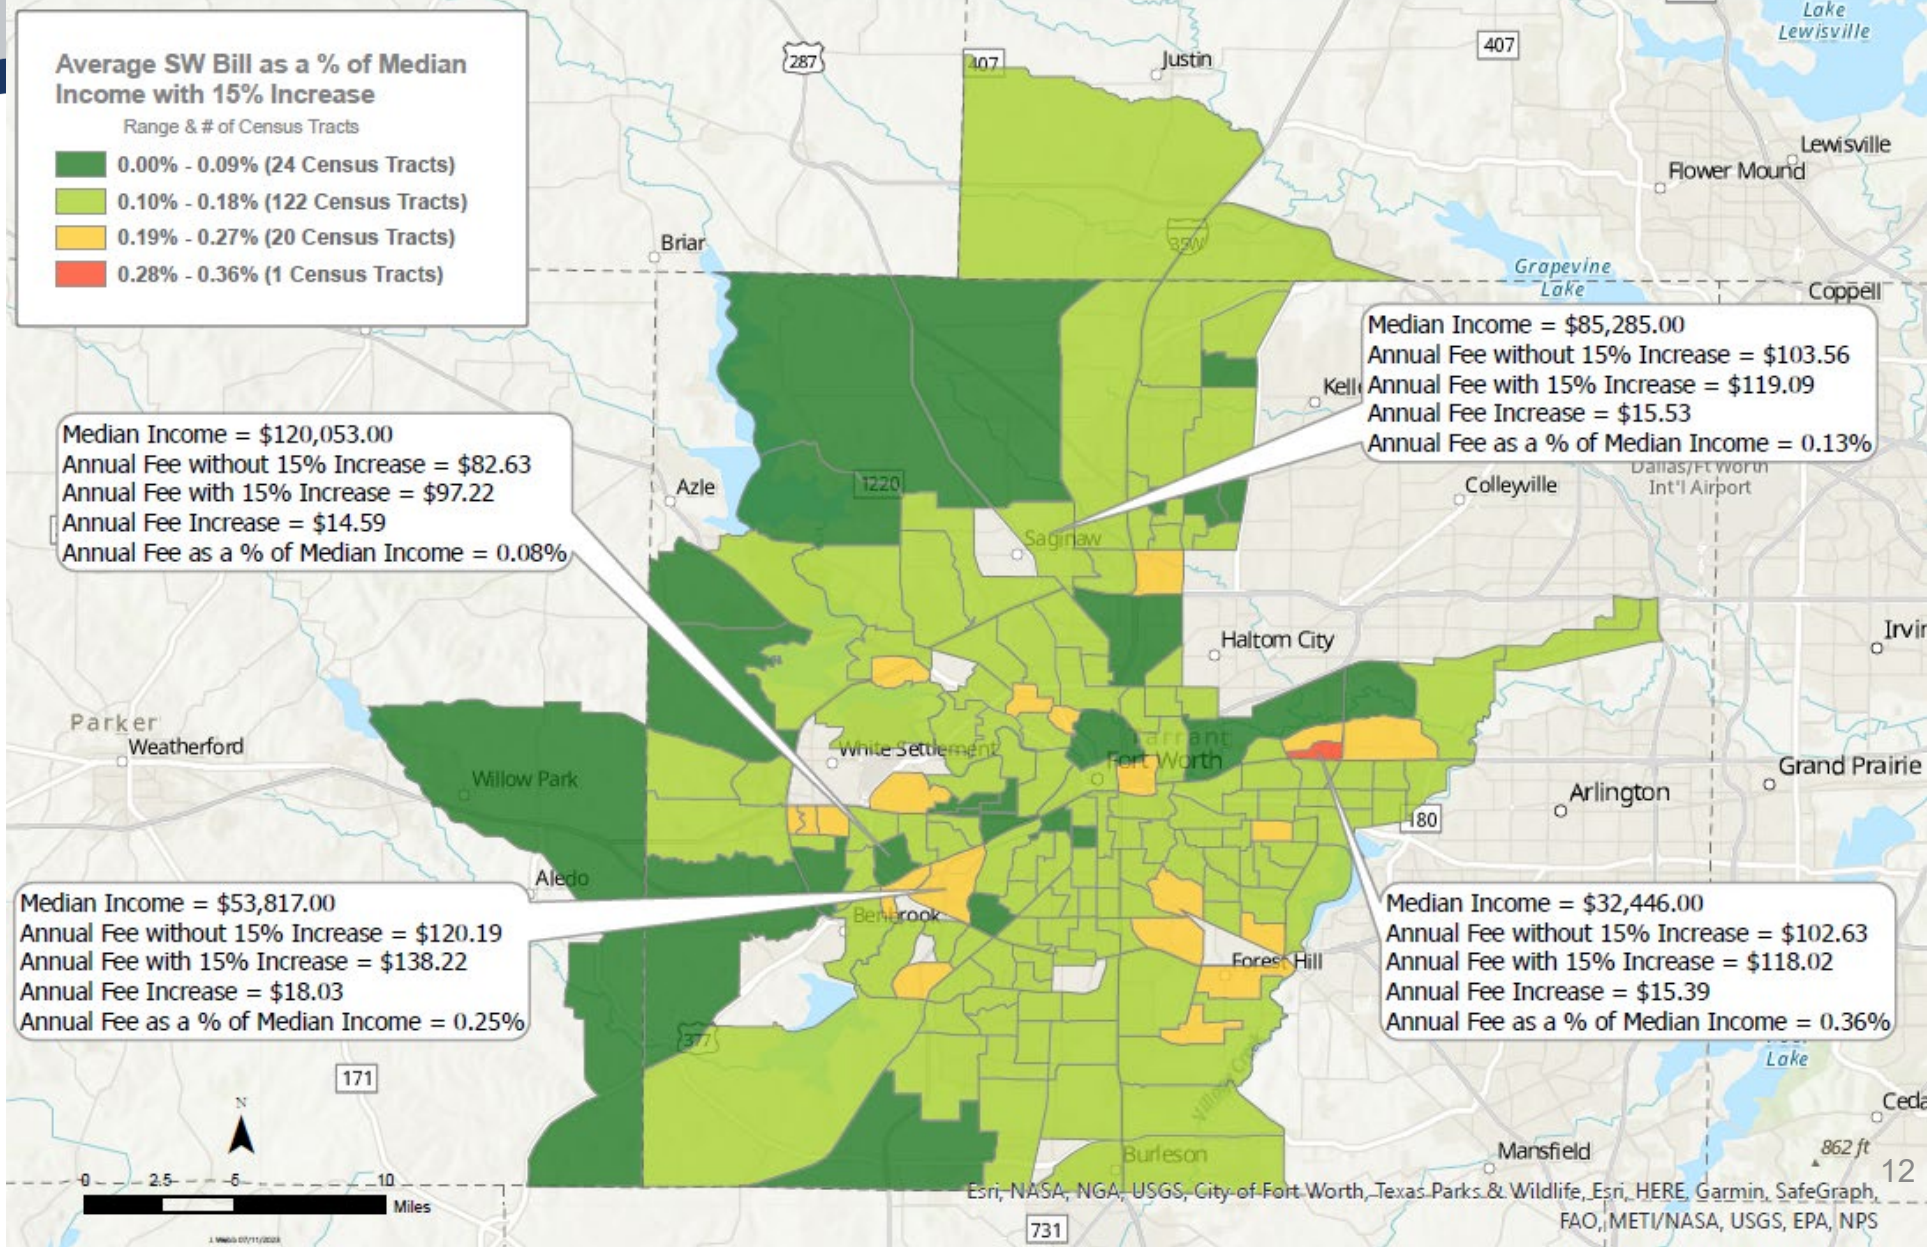 Average SW Bill as a % of Median
Income with 15% Increase
Range & # of Census Tracts
0.00% - 0.09% (24 Census Tracts)
0.10% - 0.18% (122 Census Tracts)
0.19% - 0.27% (20 Census Tracts)
0.28% - 0.36% (1 Census Tracts)
Lake
Lewisville
287
407
Justin
407
Lewisville
Flower Mound
Briar
35W
Grapevine
Lake
Coppell
Median Income = $85,285.00
Annual Fee without 15% Increase = $103.56
Annual Fee with 15% Increase = $119.09
Annual Fee Increase = $15.53
Annual Fee as a % of Median Income = 0.13%
Kell
Median Income = $120,053.00
Annual Fee without 15% Increase = $82.63
Annual Fee with 15% Increase = $97.22
Annual Fee Increase = $14.59
Annual Fee as a % of Median Income = 0.08%
Azle
1220
Colleyville
Dallas/Ft Worth
Int'l Airport
Saginaw
Haltom City
Irvin
Parker
Weatherford
White Settlement
Tarrant
Fort Worth
Willow Park
Grand Prairie
Arlington
180
Aledo
Median Income = $53,817.00
Annual Fee without 15% Increase = $120.19
Annual Fee with 15% Increase = $138.22
Annual Fee Increase = $18.03
Annual Fee as a % of Median Income = 0.25%
Benbrook
Forest Hill
Median Income = $32,446.00
Annual Fee without 15% Increase = $102.63
Annual Fee with 15% Increase = $118.02
Annual Fee Increase = $15.39
Annual Fee as a % of Median Income = 0.36%
377
Lake
171
Village Creek
N
Ceda
Burleson
Mansfield
862 ft
12
0 2.5 5 10
Miles
Esri, NASA, NGA, USGS, City of Fort Worth, Texas Parks & Wildlife, Esri, HERE, Garmin, SafeGraph,
FAO, METI/NASA, USGS, EPA, NPS
731